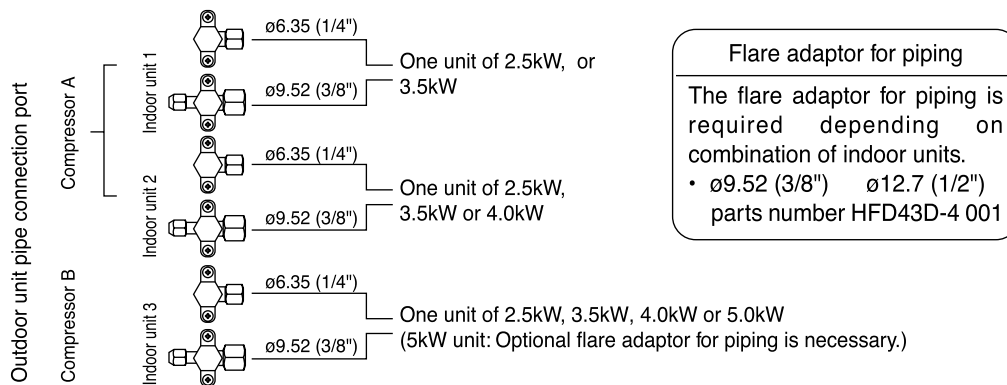 Outdoor unit pipe connection port
Compressor A
Indoor unit 1
ø6.35 (1/4")
ø9.52 (3/8")
One unit of 2.5kW, or
3.5kW
Indoor unit 2
ø6.35 (1/4")
ø9.52 (3/8")
One unit of 2.5kW,
3.5kW or 4.0kW
Compressor B
Indoor unit 3
ø6.35 (1/4")
ø9.52 (3/8")
One unit of 2.5kW, 3.5kW, 4.0kW or 5.0kW
(5kW unit: Optional flare adaptor for piping is necessary.)
Flare adaptor for piping
The flare adaptor for piping is
required depending on
combination of indoor units.
• ø9.52 (3/8") ø12.7 (1/2")
parts number HFD43D-4 001